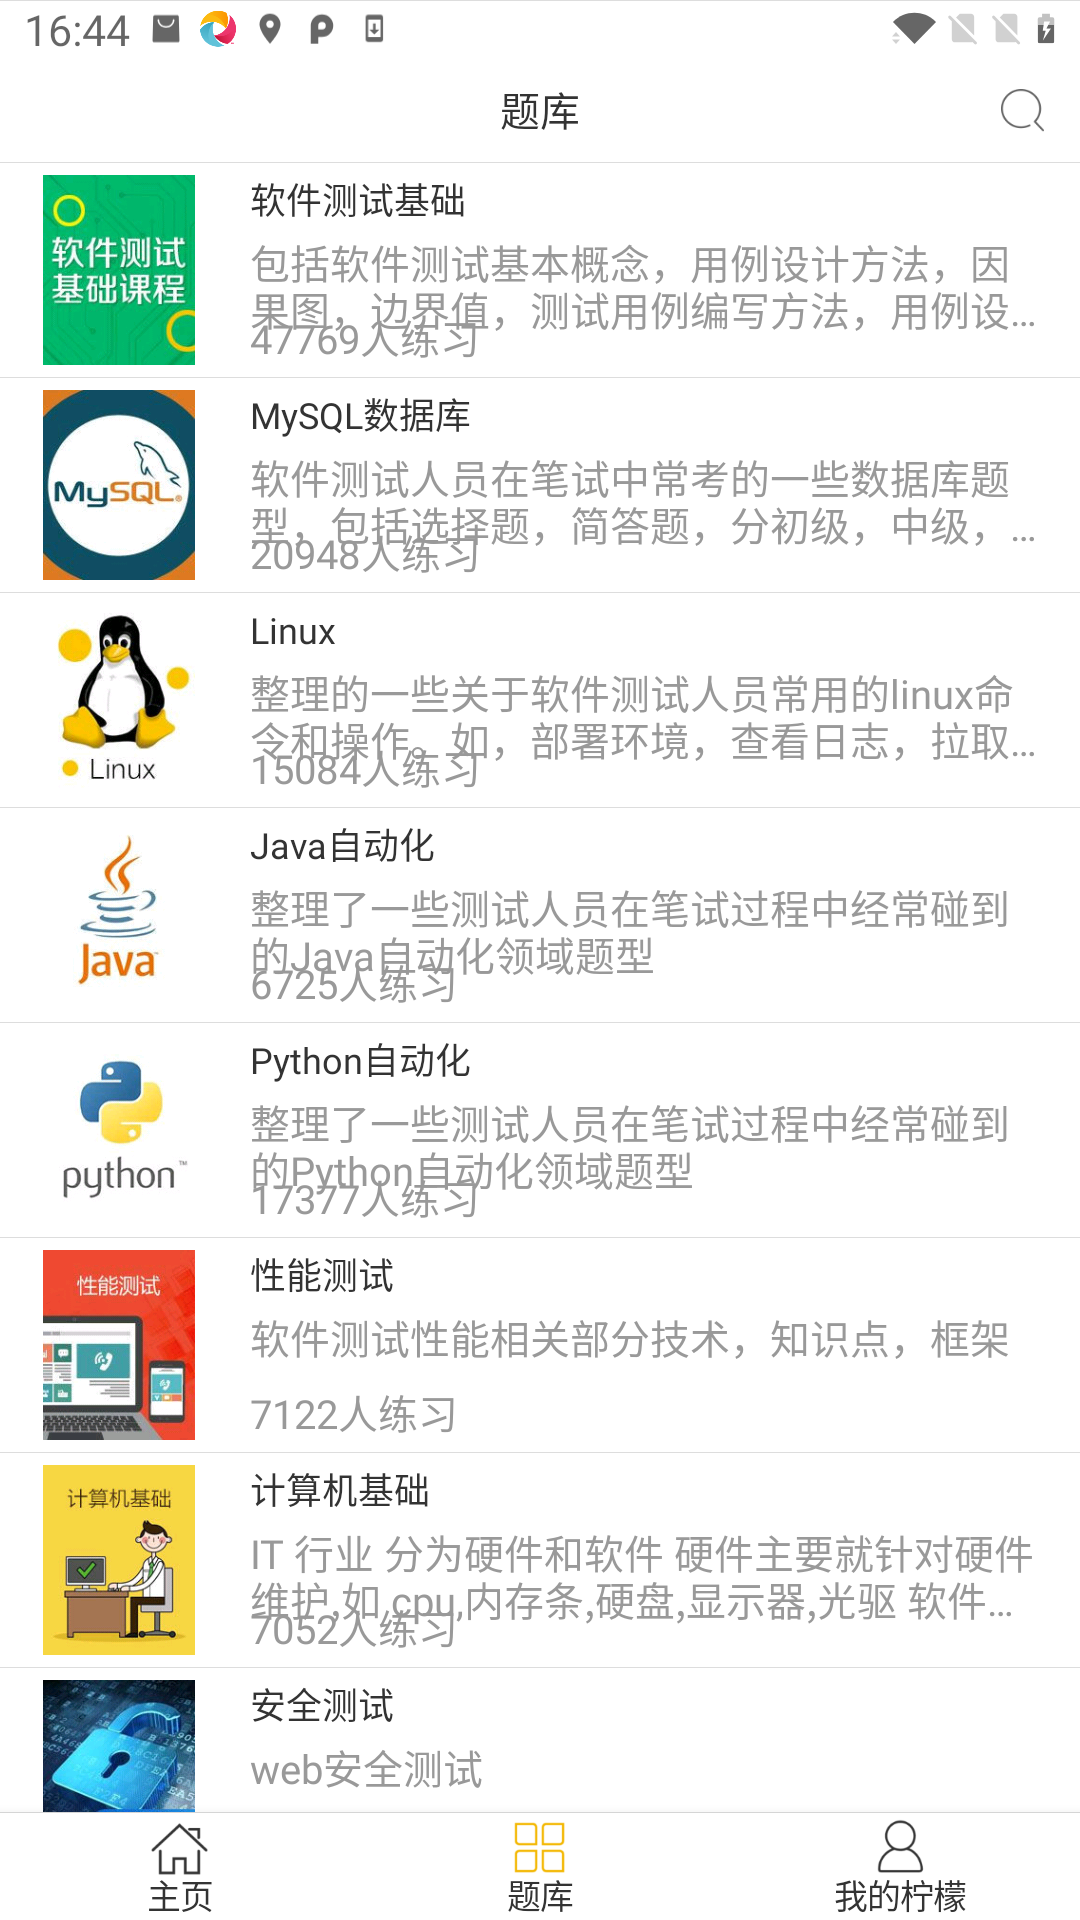 16:44
题库
软件测试
基础课程
软件测试基础
包括软件测试基本概念，用例设计方法，因
果图，边界值，测试用例编写方法，用例设...
47769人练习
MySQL
MySQL数据库
软件测试人员在笔试中常考的一些数据库题
型，包括选择题，简答题，分初级，中级，...
20948人练习
Linux
Linux
整理的一些关于软件测试人员常用的linux命
令和操作。如，部署环境，查看日志，拉取...
15084人练习
Java
Java自动化
整理了一些测试人员在笔试过程中经常碰到
的Java自动化领域题型
6725人练习
python™
Python自动化
整理了一些测试人员在笔试过程中经常碰到
的Python自动化领域题型
17377人练习
性能测试
性能测试
软件测试性能相关部分技术，知识点，框架
7122人练习
计算机基础
计算机基础
IT 行业 分为硬件和软件 硬件主要就针对硬件
维护,如 cpu,内存条,硬盘,显示器,光驱 软件...
7052人练习
安全测试
web安全测试
主页
题库
我的柠檬